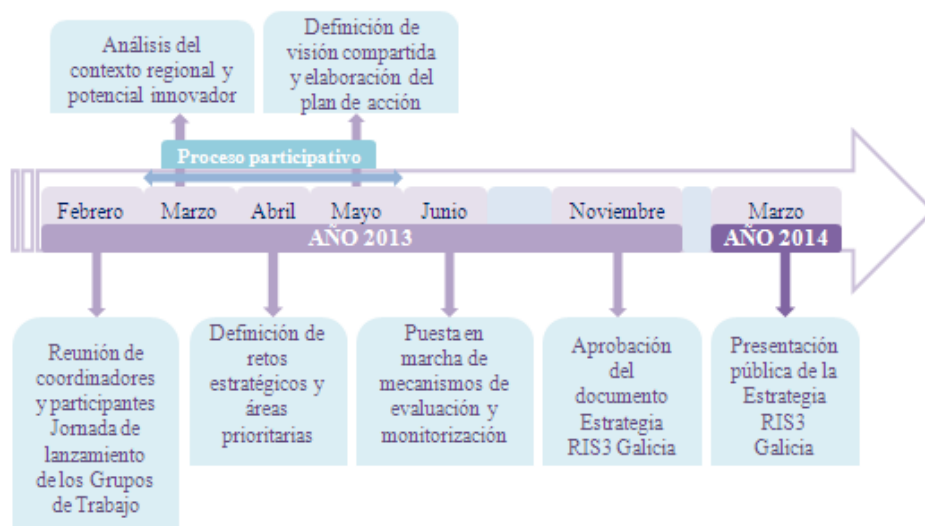 Análisis del
contexto regional y
potencial innovador
Definición de
visión compartida
y elaboración del
plan de acción
Proceso participativo
Febrero
Marzo
Abril
Mayo
Junio
Noviembre
Marzo
AÑO 2013
AÑO 2014
Reunión de
coordinadores
y participantes
Jornada de
lanzamiento
de los Grupos
de Trabajo
Definición de
retos
estratégicos y
áreas
prioritarias
Puesta en
marcha de
mecanismos de
evaluación y
monitorización
Aprobación
del
documento
Estrategia
RIS3 Galicia
Presentación
pública de la
Estrategia
RIS3
Galicia